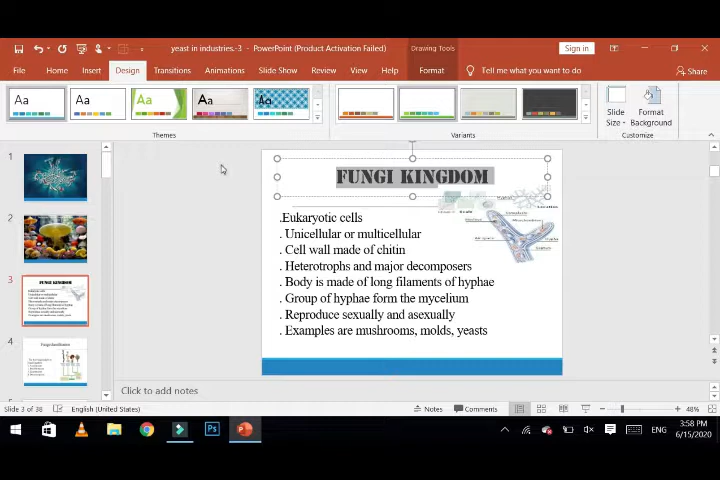 yeast in industries.-3 - PowerPoint (Product Activation Failed)
Drawing Tools
Sign in
File Home Insert Design Transitions Animations Slide Show Review View Help Format Tell me what you want to do Share
Aa Aa Aa Aa Aa
Slide Size
Format Background
Themes
Variants
Customize
1
2
3
FUNGI KINGDOM
4
Fungi classification
FUNGI KINGDOM
.Eukaryotic cells
. Unicellular or multicellular
. Cell wall made of chitin
. Heterotrophs and major decomposers
. Body is made of long filaments of hyphae
. Group of hyphae form the mycelium
. Reproduce sexually and asexually
. Examples are mushrooms, molds, yeasts
Click to add notes
Slide 3 of 38 English (United States) Notes Comments 48%
ENG
3:58 PM
6/15/2020